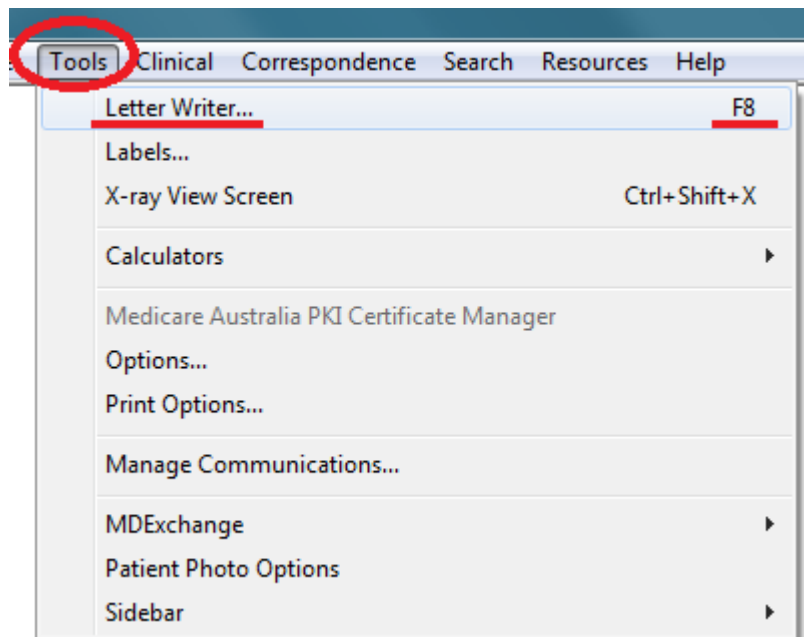 Tools Clinical Correspondence Search Resources Help
Letter Writer... F8
Labels...
X-ray View Screen Ctrl+Shift+X
Calculators
Medicare Australia PKI Certificate Manager
Options...
Print Options...
Manage Communications...
MDExchange
Patient Photo Options
Sidebar